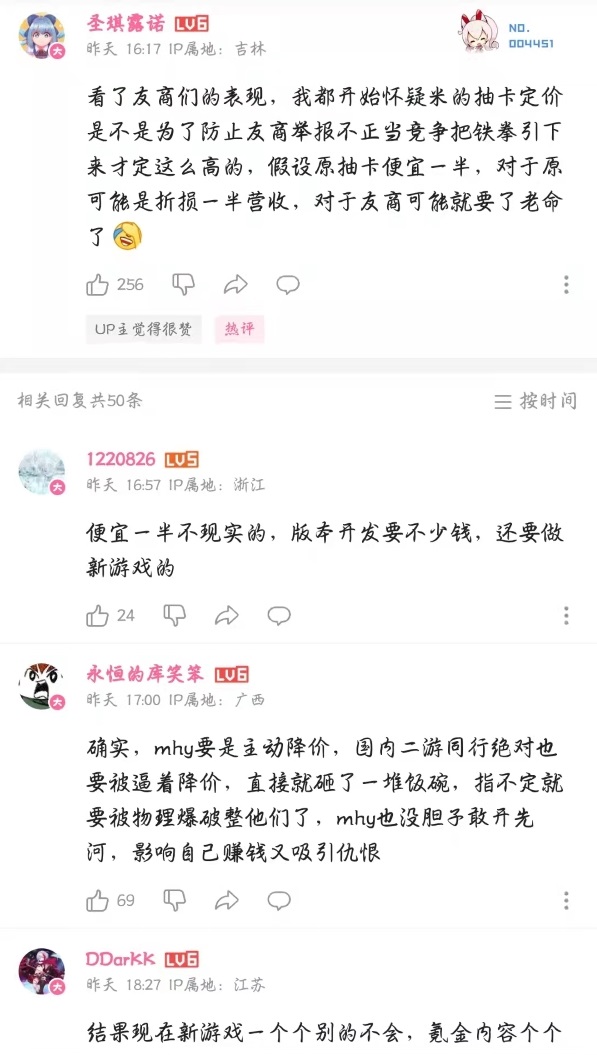 圣琪露诺 LV6
昨天 16:17 IP属地：吉林
NO.
004451
大
看了友商们的表现，我都开始怀疑米的抽卡定价
是不是为了防止友商举报不正当竞争把铁拳引下
来才定这么高的，假设原抽卡便宜一半，对于原
可能是折损一半营收，对于友商可能就要了老命
了
256
UP主觉得很赞 热评
相关回复共50条 按时间
1220826 LV5
昨天 16:57 IP属地：浙江
大
便宜一半不现实的，版本开发要不少钱，还要做
新游戏的
24
永恒的库笑笨 LV6
昨天 17:00 IP属地：广西
大
确实，mhy要是主动降价，国内二游同行绝对也
要被逼着降价，直接就砸了一堆饭碗，指不定就
要被物理爆破整他们了，mhy也没胆子敢开先
河，影响自己赚钱又吸引仇恨
69
DDarKK LV6
昨天 18:27 IP属地：江苏
大
结果现在新游戏一个个别的不会，氪金内容个个